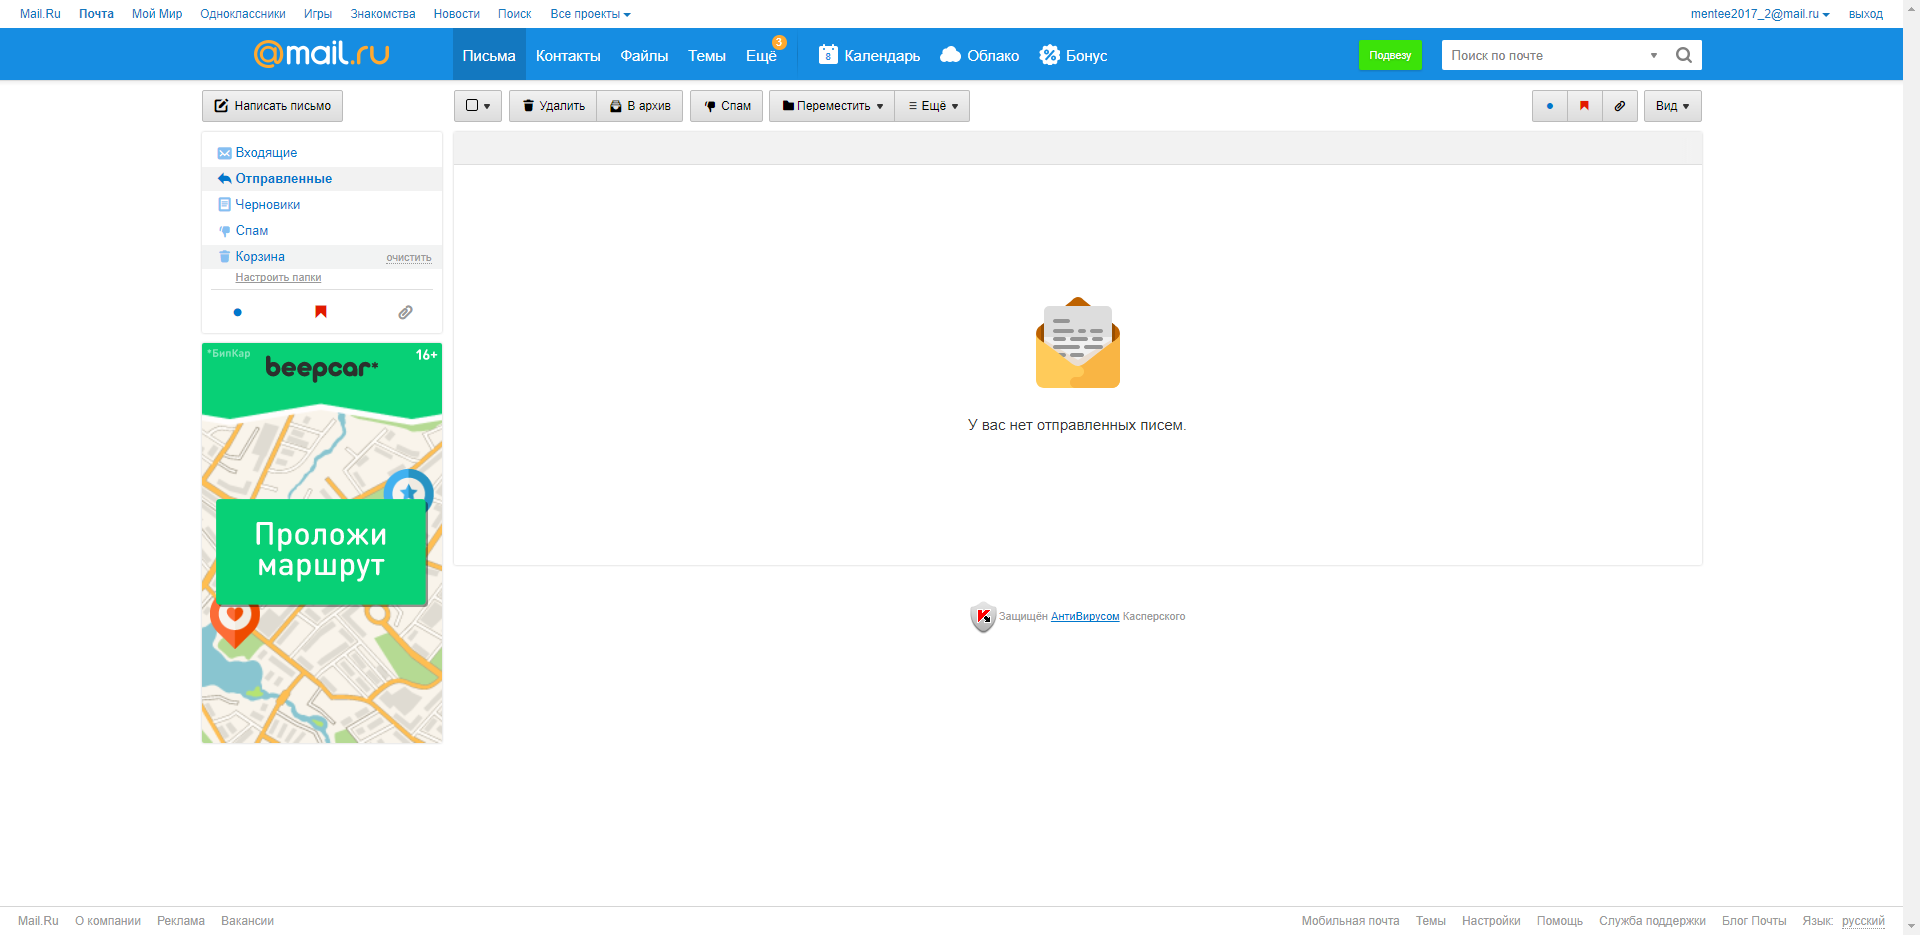 Mail.Ru Почта Мой Мир Одноклассники Игры Знакомства Новости Поиск Все проекты mentee2017_2@mail.ru выход
@mail.ru Письма Контакты Файлы Темы Ещё 3 8 Календарь Облако Бонус Подвезу Поиск по почте
Написать письмо Удалить В архив Спам Переместить Ещё Вид
Входящие
Отправленные
Черновики
Спам
Корзина очистить
Настроить папки
*БипКар 16+
beepcar*
У вас нет отправленных писем.
Проложи
маршрут
Защищён АнтиВирусом Касперского
Mail.Ru О компании Реклама Вакансии Мобильная почта Темы Настройки Помощь Служба поддержки Блог Почты Язык: русский